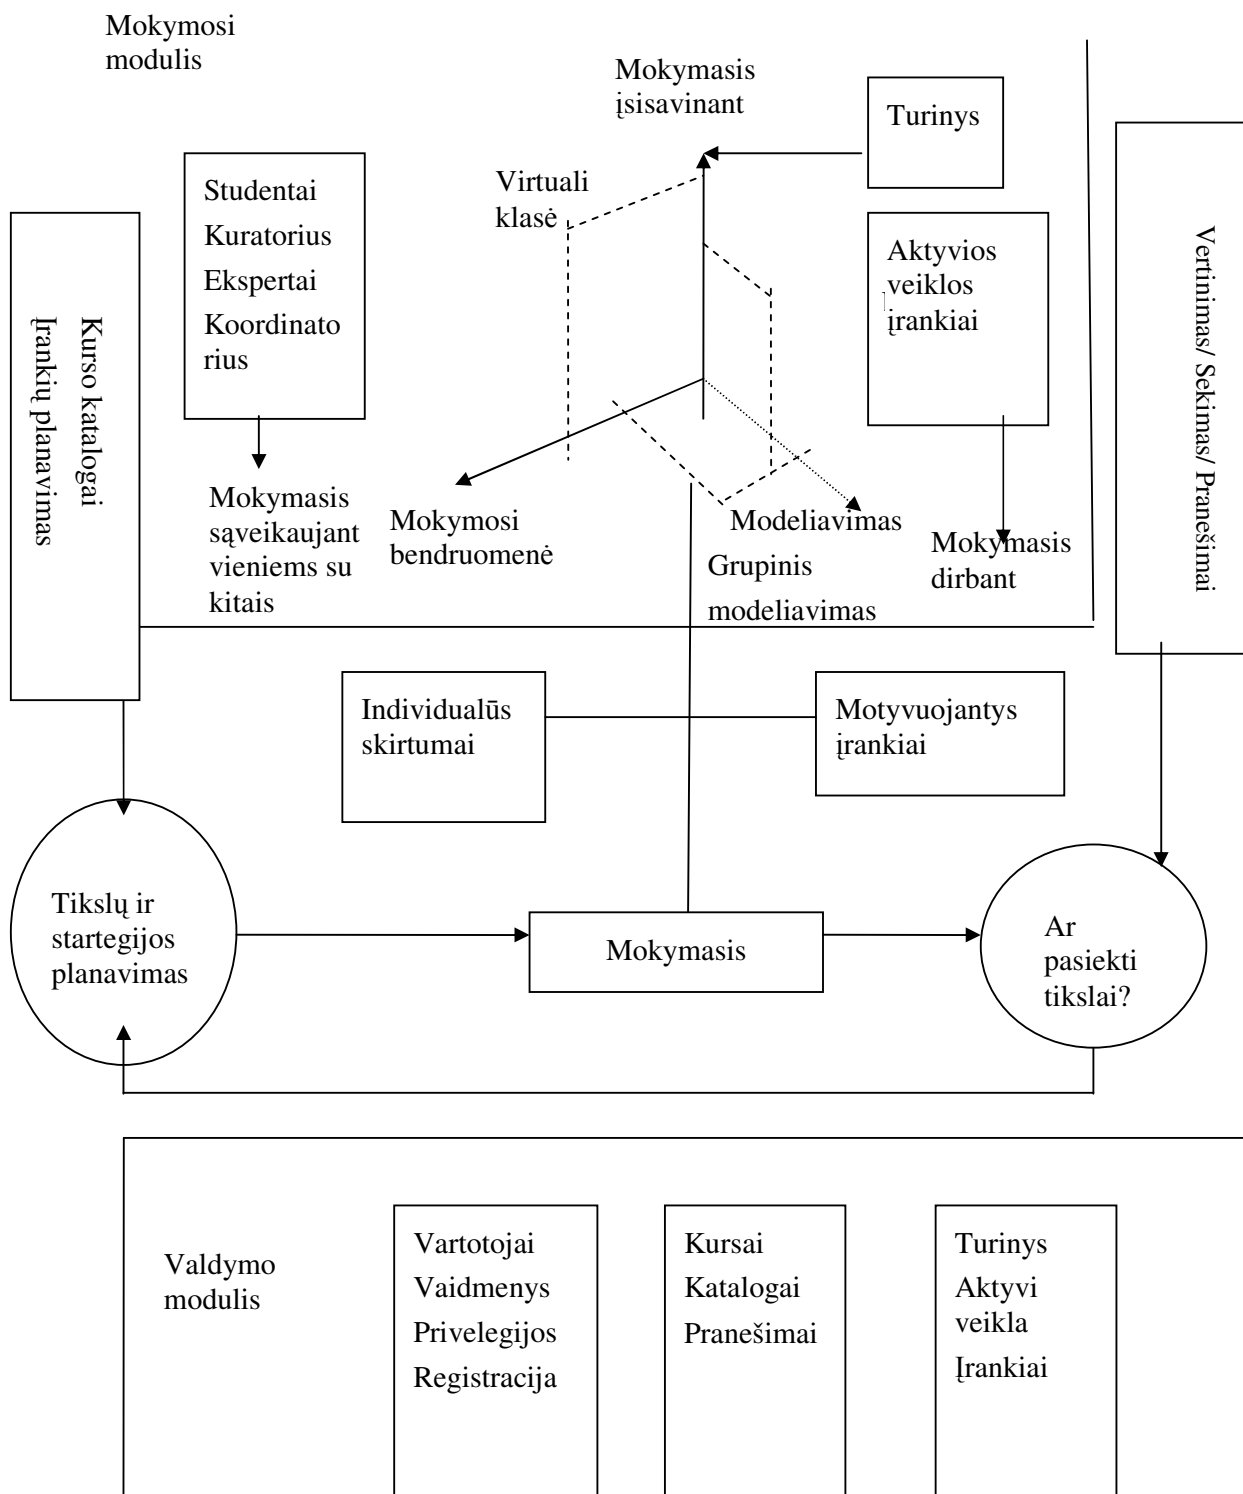 Mokymosi
modulis
Mokymasis
įsisavinant
Turinys
Virtuali
klasė
Studentai
Kuratorius
Ekspertai
Koordinato
rius
Aktyvios
veiklos
įrankiai
Kurso katalogai
Įrankių planavimas
Vertinimas/ Sekimas/ Pranešimai
Mokymasis
sąveikaujant
vieniems su
kitais
Mokymosi
bendruomenė
Modeliavimas
Grupinis
modeliavimas
Mokymasis
dirbant
Individualūs
skirtumai
Motyvuojantys
įrankiai
Tikslų ir
startegijos
planavimas
Mokymasis
Ar
pasiekti
tikslai?
Valdymo
modulis
Vartotojai
Vaidmenys
Privelegijos
Registracija
Kursai
Katalogai
Pranešimai
Turinys
Aktyvi
veikla
Įrankiai